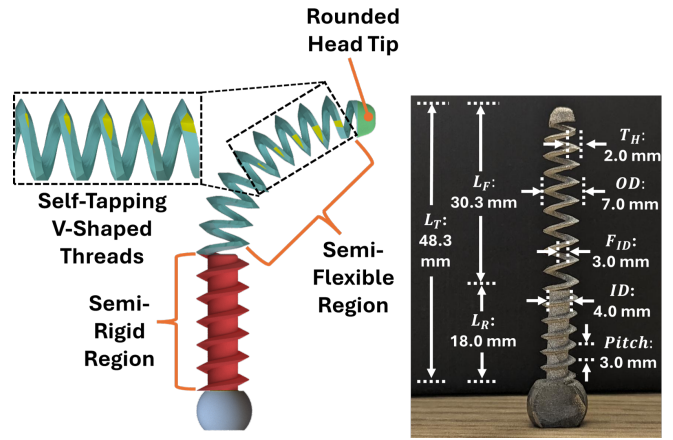 Rounded
Head Tip
Self-Tapping
V-Shaped
Threads
Semi-
Flexible
Region
Semi-
Rigid
Region
T_H:
2.0 mm
L_F:
30.3 mm
OD:
7.0 mm
L_T:
48.3
mm
F_ID:
3.0 mm
ID:
4.0 mm
L_R:
18.0 mm
Pitch:
3.0 mm